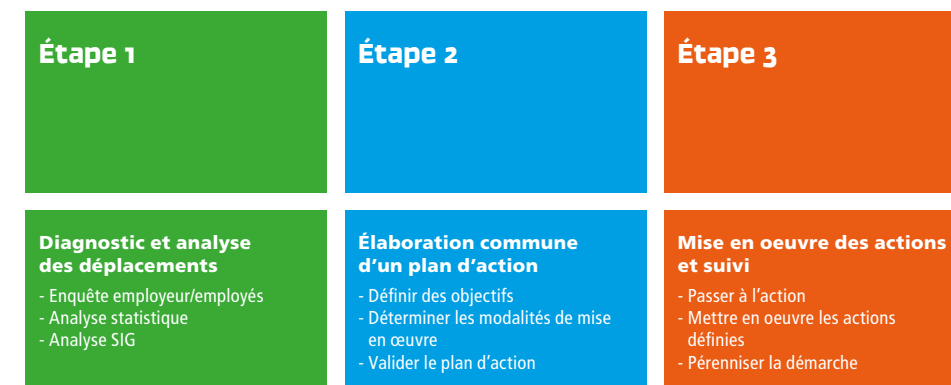 Étape 1
Étape 2
Étape 3
Diagnostic et analyse
des déplacements
- Enquête employeur/employés
- Analyse statistique
- Analyse SIG
Élaboration commune
d’un plan d’action
- Définir des objectifs
- Déterminer les modalités de mise
en œuvre
- Valider le plan d’action
Mise en oeuvre des actions
et suivi
- Passer à l’action
- Mettre en oeuvre les actions
définies
- Pérenniser la démarche